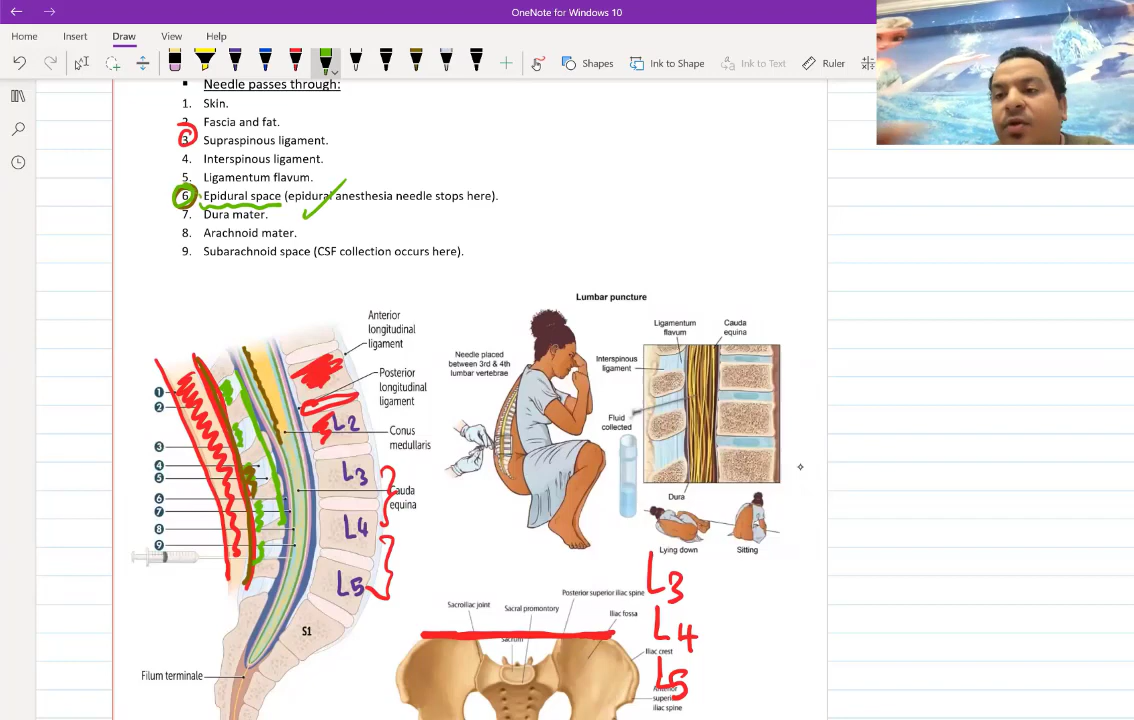 OneNote for Windows 10
Home
Insert
Draw
View
Help
Shapes
Ink to Shape
Ink to Text
Ruler
Needle passes through:
1. Skin.
2. Fascia and fat.
3. Supraspinous ligament.
4. Interspinous ligament.
5. Ligamentum flavum.
6. Epidural space (epidural anesthesia needle stops here).
7. Dura mater.
8. Arachnoid mater.
9. Subarachnoid space (CSF collection occurs here).
Anterior
longitudinal
ligament
Posterior
longitudinal
ligament
Conus
medullaris
Cauda
equina
1
2
3
4
5
6
7
8
9
L2
L3
L4
L5
S1
Filum terminale
Lumbar puncture
Needle placed
between 3rd & 4th
lumbar vertebrae
Ligamentum
flavum
Cauda
equina
Interspinous
ligament
Fluid
collected
Dura
Lying down
Sitting
L3
L4
L5
Sacroiliac joint
Sacral promontory
Posterior superior iliac spine
Iliac fossa
Sacrum
Iliac crest
Anterior
superior
iliac spine